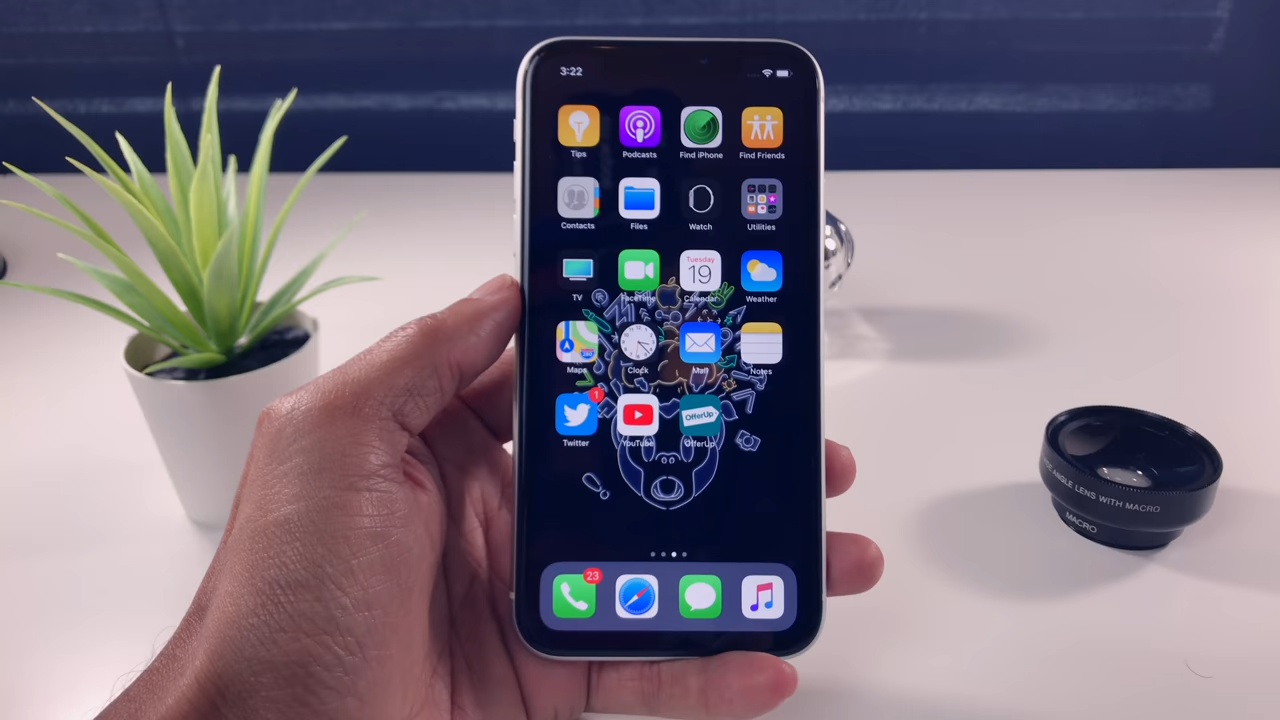 3:22
Tips Podcasts Find iPhone Find Friends
Contacts Files Watch Utilities
Tuesday
19
TV FaceTime Calendar Weather
Maps Clock Mail Notes
1
OfferUp
Twitter YouTube OfferUp
23
ANGLE LENS WITH MACRO
MACRO